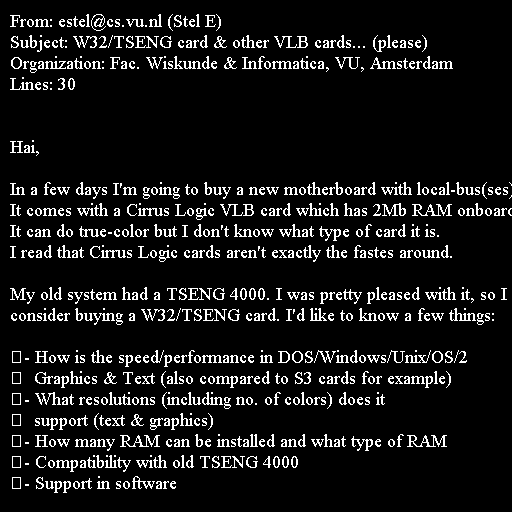 From: estel@cs.vu.nl (Stel E)
Subject: W32/TSENG card & other VLB cards... (please)
Organization: Fac. Wiskunde & Informatica, VU, Amsterdam
Lines: 30

Hai,

In a few days I'm going to buy a new motherboard with local-bus(ses)
It comes with a Cirrus Logic VLB card which has 2Mb RAM onboard
It can do true-color but I don't know what type of card it is.
I read that Cirrus Logic cards aren't exactly the fastes around.

My old system had a TSENG 4000. I was pretty pleased with it, so I
consider buying a W32/TSENG card. I'd like to know a few things:

- How is the speed/performance in DOS/Windows/Unix/OS/2
Graphics & Text (also compared to S3 cards for example)
- What resolutions (including no. of colors) does it
support (text & graphics)
- How many RAM can be installed and what type of RAM
- Compatibility with old TSENG 4000
- Support in software